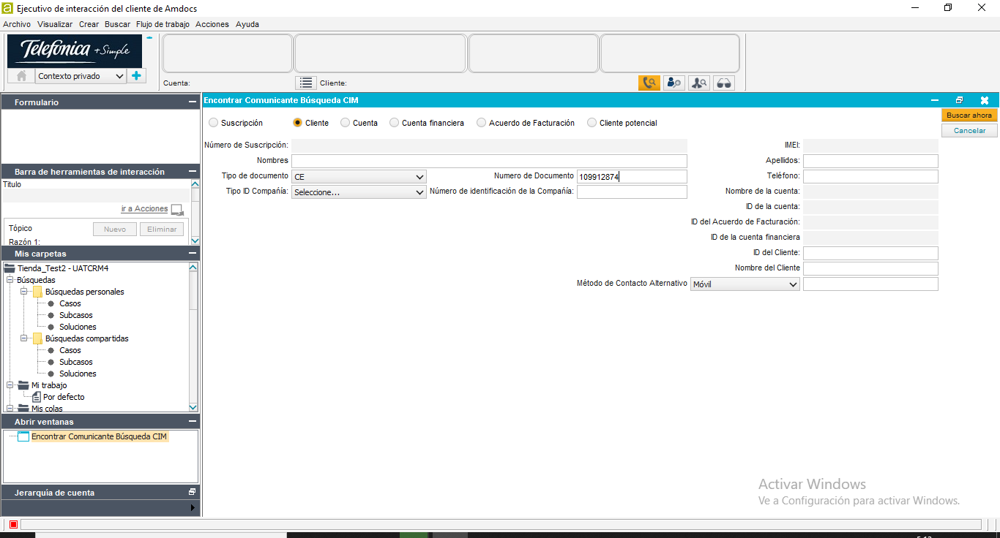 Ejecutivo de interacción del cliente de Amdocs
Archivo Visualizar Crear Buscar Flujo de trabajo Acciones Ayuda
Telefónica +Simple
Contexto privado
Cuenta:
Cliente:
Formulario
Barra de herramientas de interacción
Título
ir a Acciones
Tópico
Nuevo
Eliminar
Razón 1:
Mis carpetas
Tienda_Test2 - UATCRM4
Búsquedas
Búsquedas personales
Casos
Subcasos
Soluciones
Búsquedas compartidas
Casos
Subcasos
Soluciones
Mi trabajo
Por defecto
Mis colas
Abrir ventanas
Encontrar Comunicante Búsqueda CIM
Jerarquía de cuenta
Encontrar Comunicante Búsqueda CIM
Suscripción Cliente Cuenta Cuenta financiera Acuerdo de Facturación Cliente potencial
Buscar ahora
Cancelar
Número de Suscripción:
IMEI:
Nombres
Apellidos:
Tipo de documento CE Numero de Documento 109912874
Teléfono:
Tipo ID Compañía: Seleccione... Número de identificación de la Compañía:
Nombre de la cuenta:
ID de la cuenta:
ID del Acuerdo de Facturación:
ID de la cuenta financiera
ID del Cliente:
Nombre del Cliente
Método de Contacto Alternativo Móvil
Activar Windows
Ve a Configuración para activar Windows.